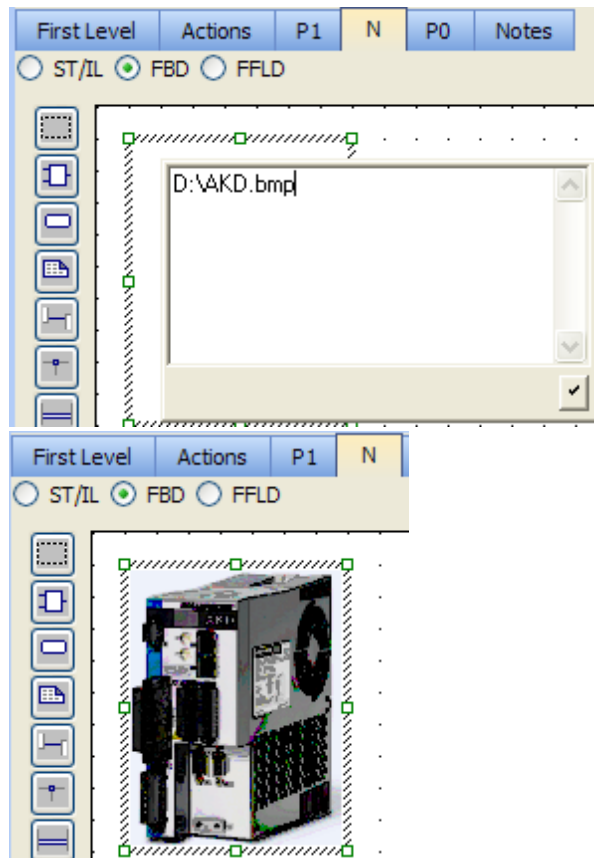 First Level Actions P1 N P0 Notes
ST/IL FBD FFLD
D:\AKD.bmp
First Level Actions P1 N
ST/IL FBD FFLD
AKD